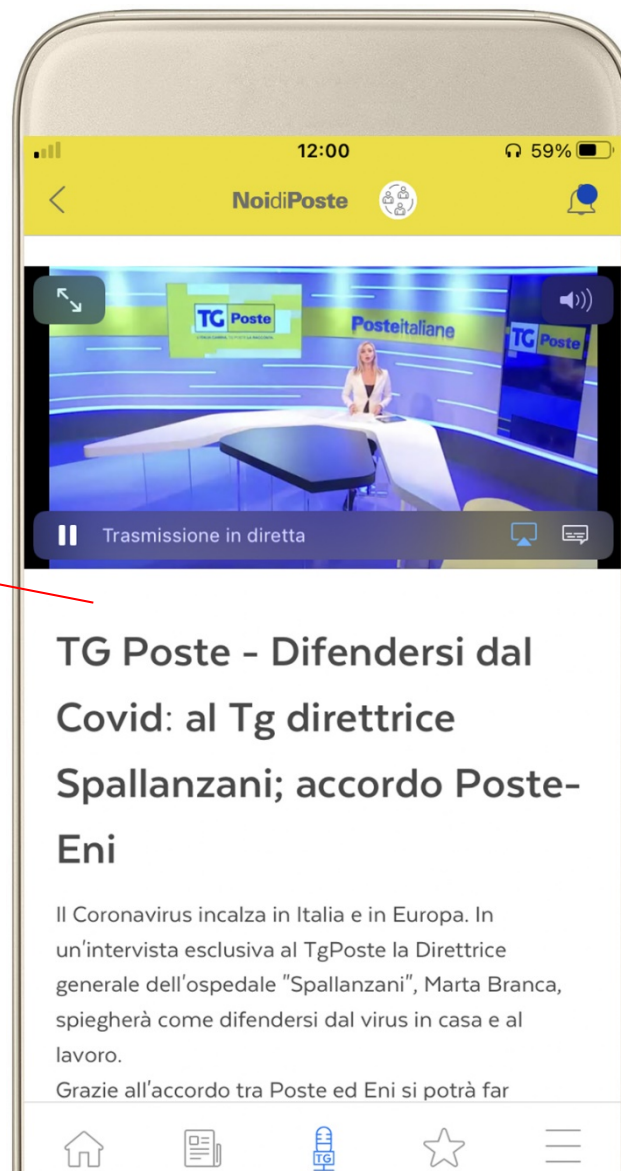 12:00
59%
NoidiPoste
TG Poste
Posteitaliane
TG Poste
Trasmissione in diretta
TG Poste - Difendersi dal
Covid: al Tg direttrice
Spallanzani; accordo Poste-
Eni
Il Coronavirus incalza in Italia e in Europa. In
un'intervista esclusiva al TgPoste la Direttrice
generale dell'ospedale "Spallanzani", Marta Branca,
spiegherà come difendersi dal virus in casa e al
lavoro.
Grazie all'accordo tra Poste ed Eni si potrà far
TG